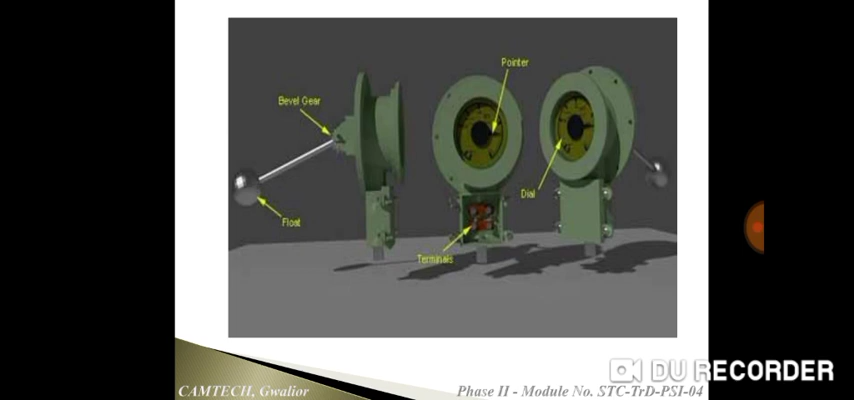 Pointer
Bevel Gear
Dial
Float
Terminals
DU RECORDER
CAMTECH, Gwalior
Phase II - Module No. STC-TrD-PSI-04